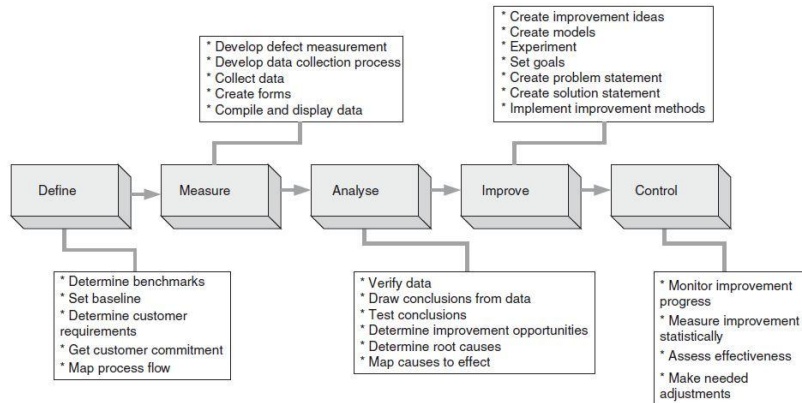 * Develop defect measurement
* Develop data collection process
* Collect data
* Create forms
* Compile and display data
* Create improvement ideas
* Create models
* Experiment
* Set goals
* Create problem statement
* Create solution statement
* Implement improvement methods
Define
Measure
Analyse
Improve
Control
* Determine benchmarks
* Set baseline
* Determine customer
requirements
* Get customer commitment
* Map process flow
* Verify data
* Draw conclusions from data
* Test conclusions
* Determine improvement opportunities
* Determine root causes
* Map causes to effect
* Monitor improvement
progress
* Measure improvement
statistically
* Assess effectiveness
* Make needed
adjustments